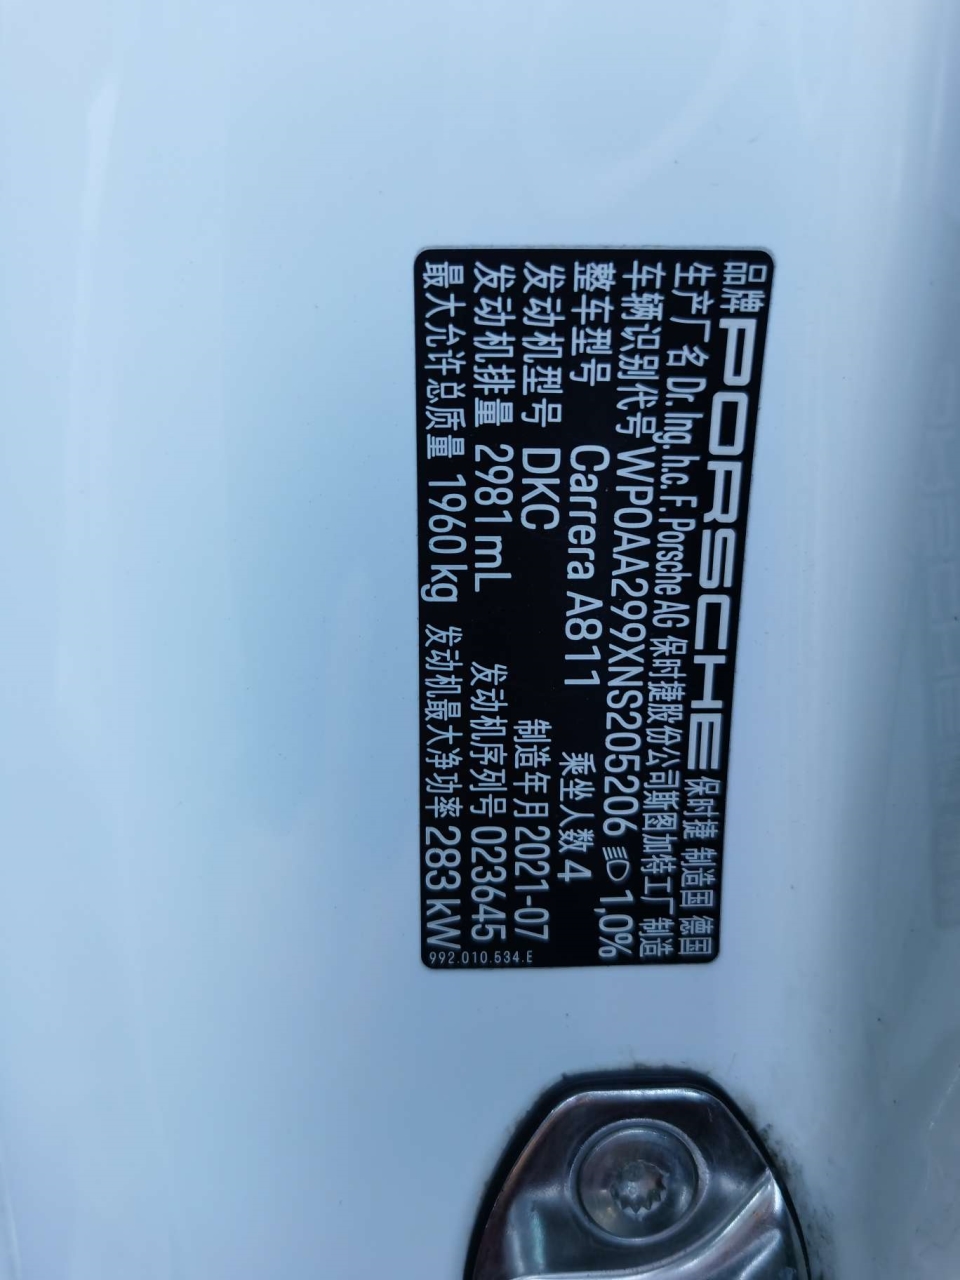 品牌 PORSCHE 保时捷 制造国 德国
生产厂名 Dr. Ing. h.c. F. Porsche AG 保时捷股份公司斯图加特工厂 制造
车辆识别代号 WP0AA299XNS205206 1,0%
整车型号 Carrera A811 乘坐人数 4
发动机型号 DKC 制造年月 2021-07
发动机排量 2981 mL 发动机序列号 023645
最大允许总质量 1960 kg 发动机最大净功率 283 kW
992.010.534.E